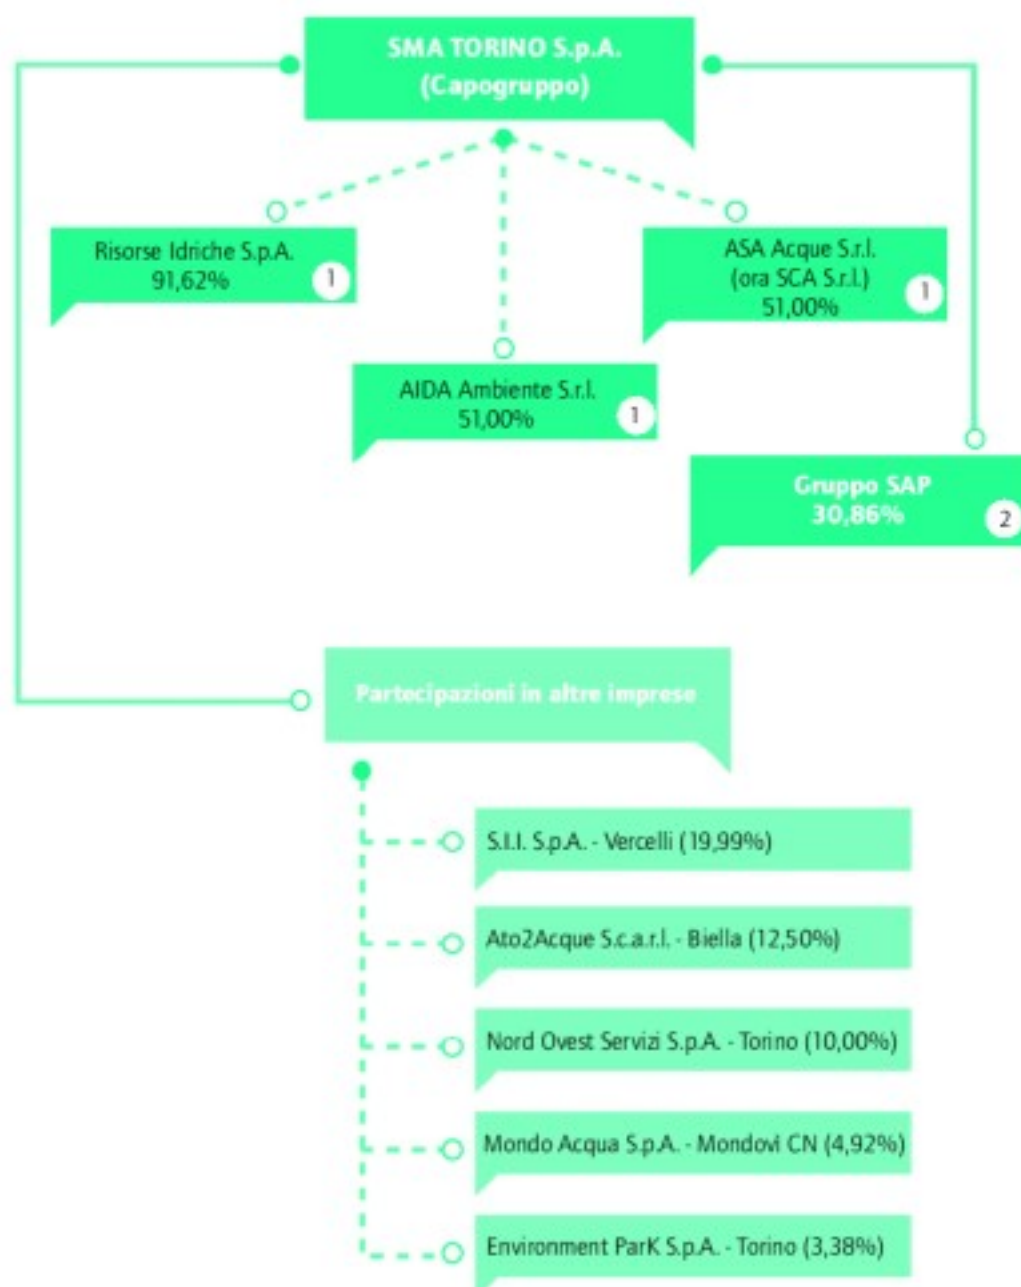 SMA TORINO S.p.A.
(Capogruppo)
Risorse Idriche S.p.A.
91,62%
1
ASA Acque S.r.l.
(ora SCA S.r.l.)
51,00%
1
AIDA Ambiente S.r.l.
51,00%
1
Gruppo SAP
30,86%
2
Partecipazioni in altre imprese
S.I.I. S.p.A. - Vercelli (19,99%)
Ato2Acque S.c.a.r.l. - Biella (12,50%)
Nord Ovest Servizi S.p.A. - Torino (10,00%)
Mondo Acqua S.p.A. - Mondovì CN (4,92%)
Environment ParK S.p.A. - Torino (3,38%)